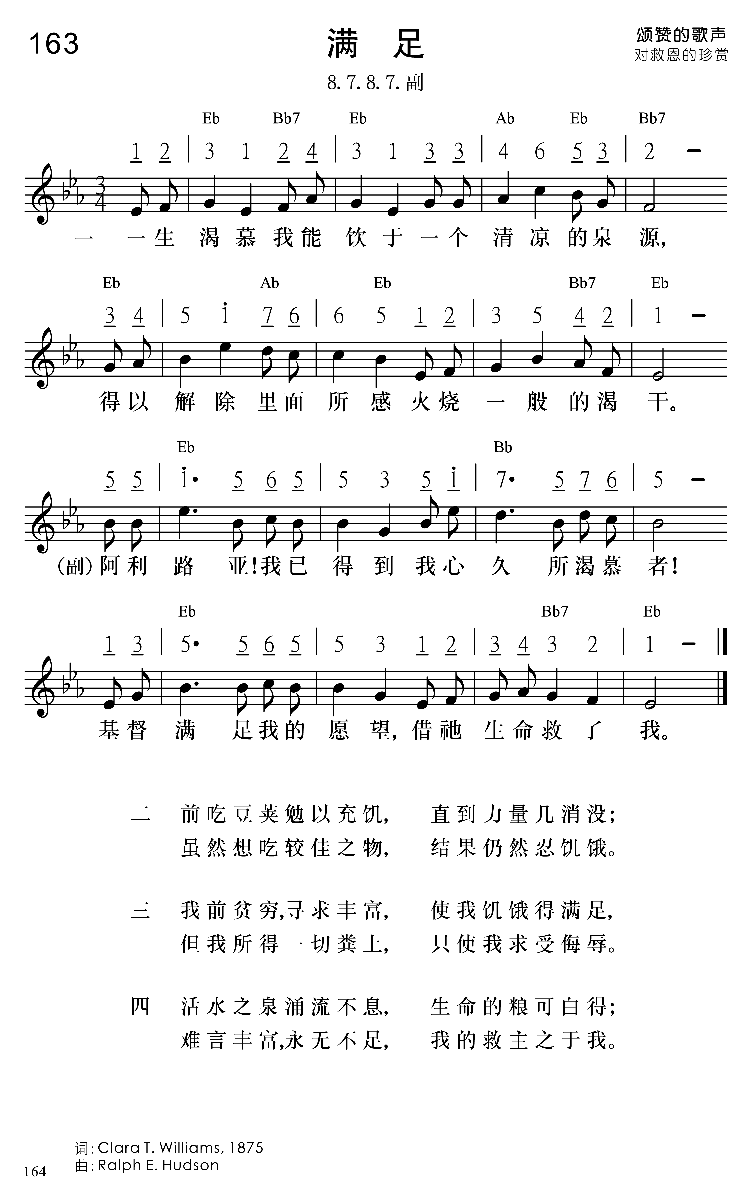 163
满 足
颂赞的歌声
对救恩的珍赏
8.7.8.7.副
Eb Bb7 Eb Ab Eb Bb7
1 2 | 3 1 2 4 | 3 1 3 3 | 4 6 5 3 | 2 –
3
4
一 一生 渴慕我能 饮于一个 清凉的泉 源,
Eb Ab Eb Bb7 Eb
3 4 | 5 i 7 6 | 6 5 1 2 | 3 5 4 2 | 1 –
得以 解除里面 所感火烧 一般的渴 干。
Eb Bb
5 5 | i· 5 6 5 | 5 3 5 i | 7· 5 7 6 | 5 –
(副)阿利 路 亚!我已 得到我心 久 所渴慕 者!
Eb Bb7 Eb
1 3 | 5· 5 6 5 | 5 3 1 2 | 3 4 3 2 | 1 –
基督 满 足我的 愿望,借祂 生命救了 我。
二 前吃豆荚勉以充饥, 直到力量几消没;
虽然想吃较佳之物, 结果仍然忍饥饿。
三 我前贫穷,寻求丰富, 使我饥饿得满足,
但我所得一切粪土, 只使我求受侮辱。
四 活水之泉涌流不息, 生命的粮可白得;
难言丰富,永无不足, 我的救主之于我。
词: Clara T. Williams, 1875
曲: Ralph E. Hudson
164